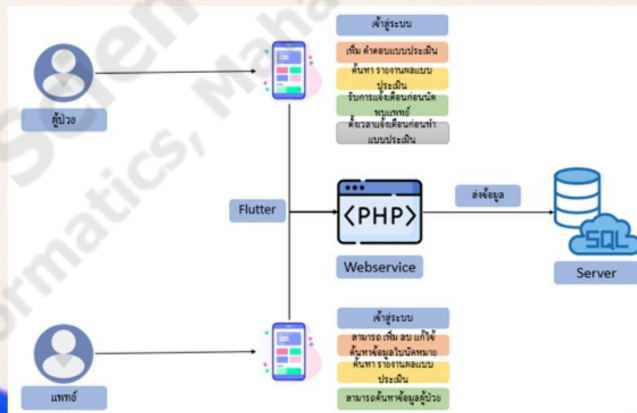 เข้าสู่ระบบ
เพิ่ม คำตอบแบบประเมิน
ค้นหา รายงานผลแบบ
ประเมิน
รับการแจ้งเตือนก่อนนัด
พบแพทย์
ตั้งเวลาแจ้งเตือนก่อนทำ
แบบประเมิน
ผู้ป่วย
Flutter
<PHP>
Webservice
ส่งข้อมูล
SQL
Server
เข้าสู่ระบบ
สามารถ เพิ่ม ลบ แก้ไข
ค้นหาข้อมูลใบนัดหมาย
ค้นหา รายงานผลแบบ
ประเมิน
สามารถค้นหาข้อมูลผู้ป่วย
แพทย์